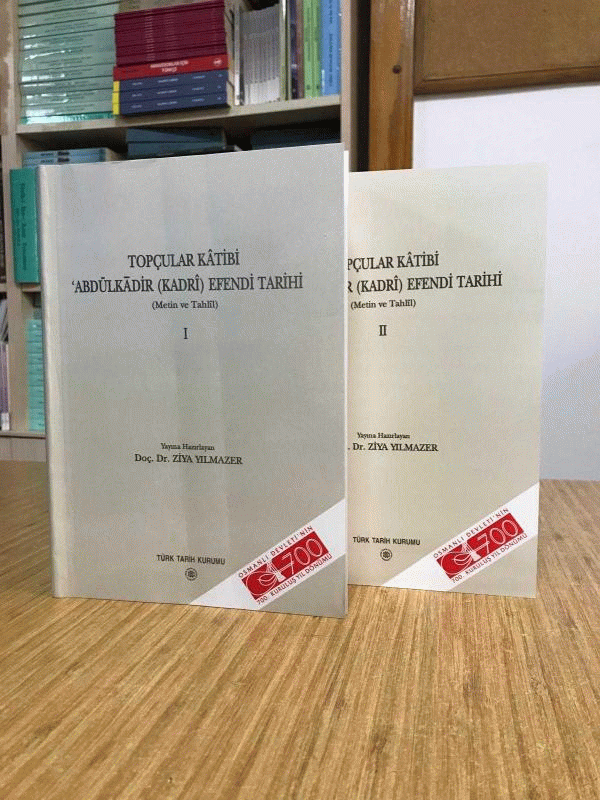 TOPÇULAR KÂTİBİ
‘ABDÜLKĀDİR (KADRÎ) EFENDİ TARİHİ
(Metin ve Tahlîl)
I
Yayına Hazırlayan
Doç. Dr. ZİYA YILMAZER
TÜRK TARİH KURUMU
OSMANLI DEVLETİ'NİN
700
700. KURULUŞ YIL DÖNÜMÜ
PÇULAR KÂTİBİ
R (KADRÎ) EFENDİ TARİHİ
(Metin ve Tahlîl)
II
Yayına Hazırlayan
. Dr. ZİYA YILMAZER
TÜRK TARİH KURUMU
OSMANLI DEVLETİ'NİN
700
700. KURULUŞ YIL DÖNÜMÜ